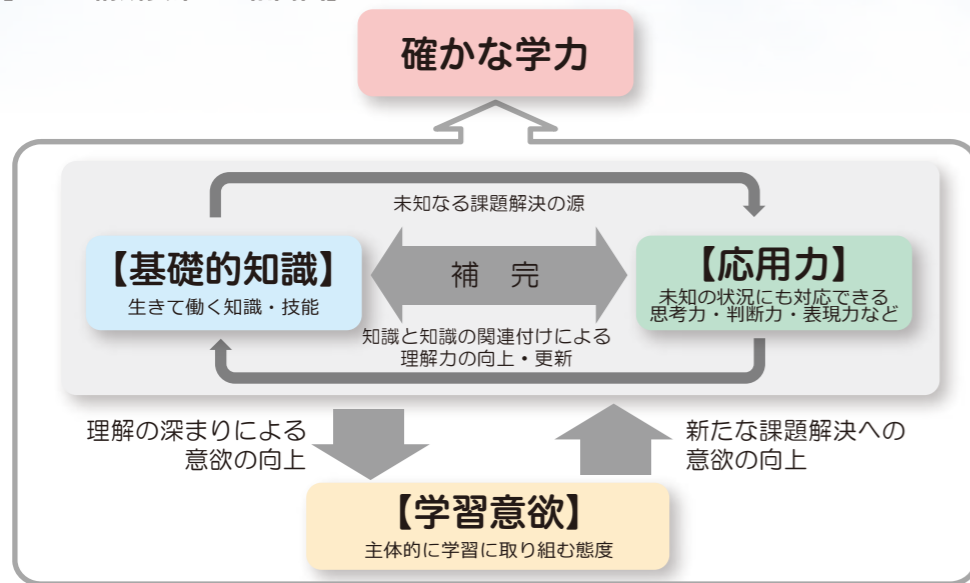 確かな学力
未知なる課題解決の源
【基礎的知識】
生きて働く知識・技能
補 完
【応用力】
未知の状況にも対応できる
思考力・判断力・表現力など
知識と知識の関連付けによる
理解力の向上・更新
理解の深まりによる
意欲の向上
新たな課題解決への
意欲の向上
【学習意欲】
主体的に学習に取り組む態度